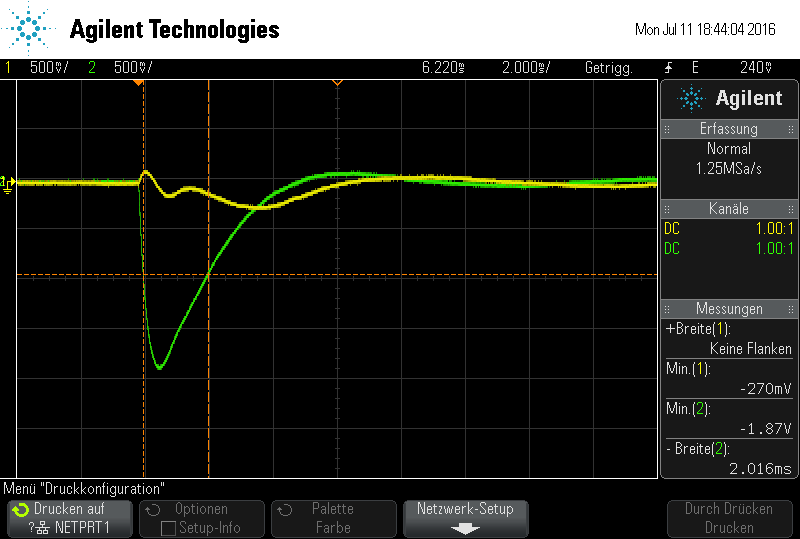 Agilent Technologies
Mon Jul 11 18:44:04 2016
1 500mV/ 2 500mV/ 6.220ms 2.000ms/ Getrigg. E 240mV
Agilent
Erfassung
Normal
1.25MSa/s
Kanäle
DC 1.00:1
DC 1.00:1
Messungen
+Breite(1):
Keine Flanken
Min.(1):
-270mV
Min.(2):
-1.87V
- Breite(2):
2.016ms
Menü "Druckkonfiguration"
Drucken auf
? NETPRT1
Optionen
Setup-Info
Palette
Farbe
Netzwerk-Setup
Durch Drücken
Drucken